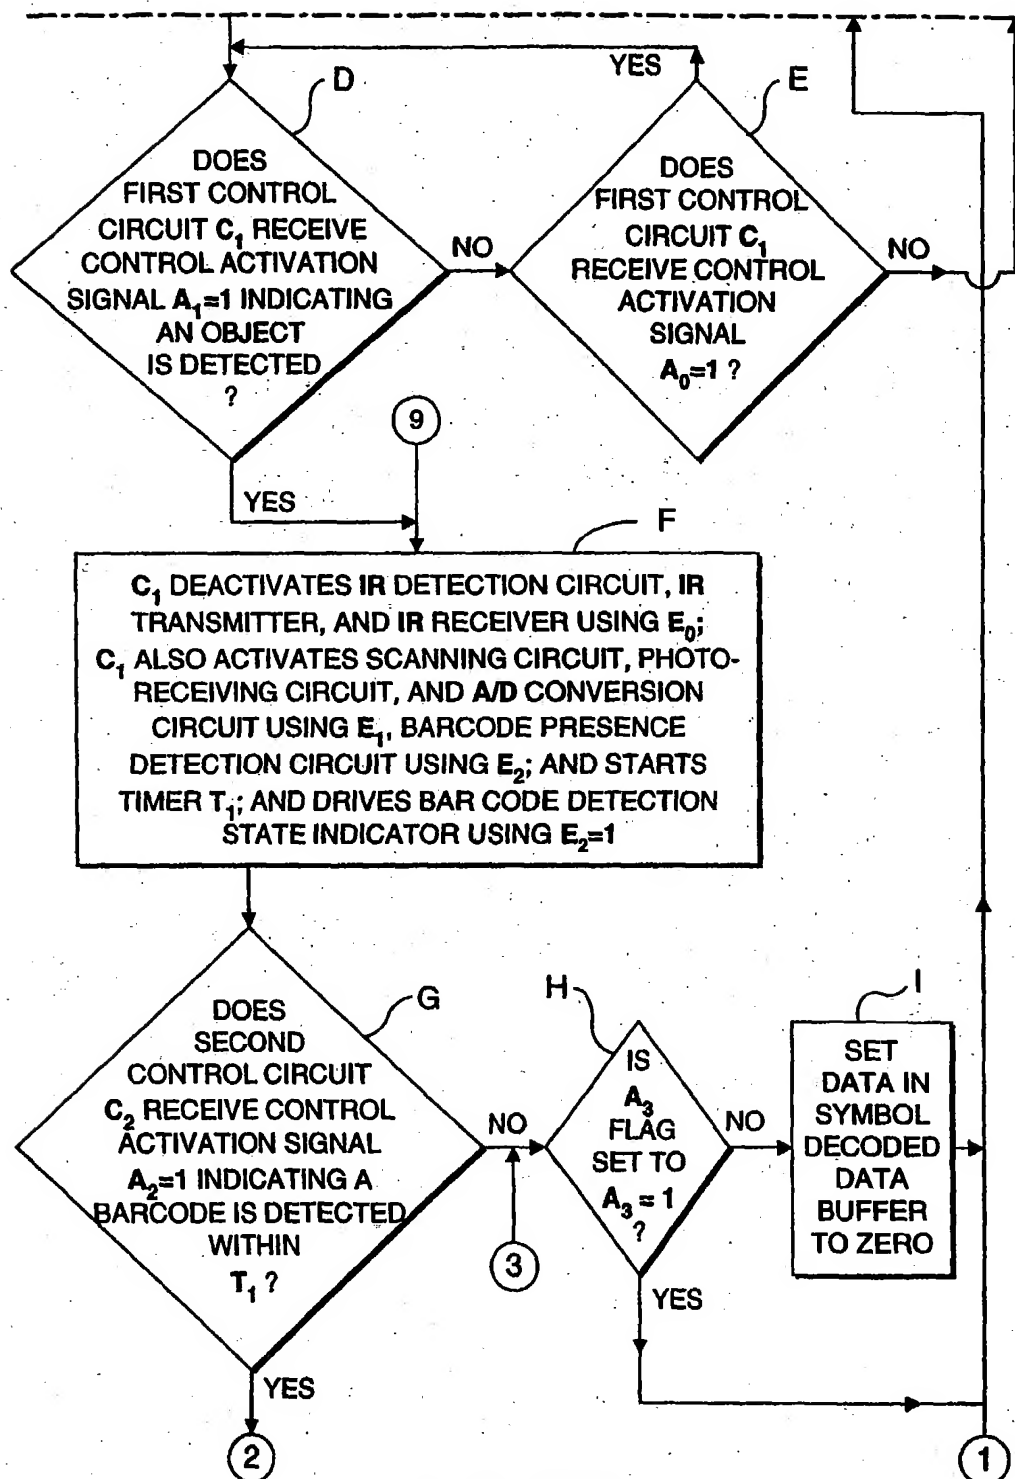 YES
D
E
DOES
FIRST CONTROL
CIRCUIT C₁ RECEIVE
CONTROL ACTIVATION
SIGNAL A₁=1 INDICATING
AN OBJECT
IS DETECTED
?
NO
DOES
FIRST CONTROL
CIRCUIT C₁
RECEIVE CONTROL
ACTIVATION
SIGNAL
A₀=1 ?
NO
9
YES
F
C₁ DEACTIVATES IR DETECTION CIRCUIT, IR
TRANSMITTER, AND IR RECEIVER USING E₀;
C₁ ALSO ACTIVATES SCANNING CIRCUIT, PHOTO-
RECEIVING CIRCUIT, AND A/D CONVERSION
CIRCUIT USING E₁, BARCODE PRESENCE
DETECTION CIRCUIT USING E₂; AND STARTS
TIMER T₁; AND DRIVES BAR CODE DETECTION
STATE INDICATOR USING E₂=1
G
H
I
DOES
SECOND
CONTROL CIRCUIT
C₂ RECEIVE CONTROL
ACTIVATION SIGNAL
A₂=1 INDICATING A
BARCODE IS DETECTED
WITHIN
T₁ ?
NO
3
IS
A₃
FLAG
SET TO
A₃ = 1
?
NO
SET
DATA IN
SYMBOL
DECODED
DATA
BUFFER
TO ZERO
YES
YES
2
1